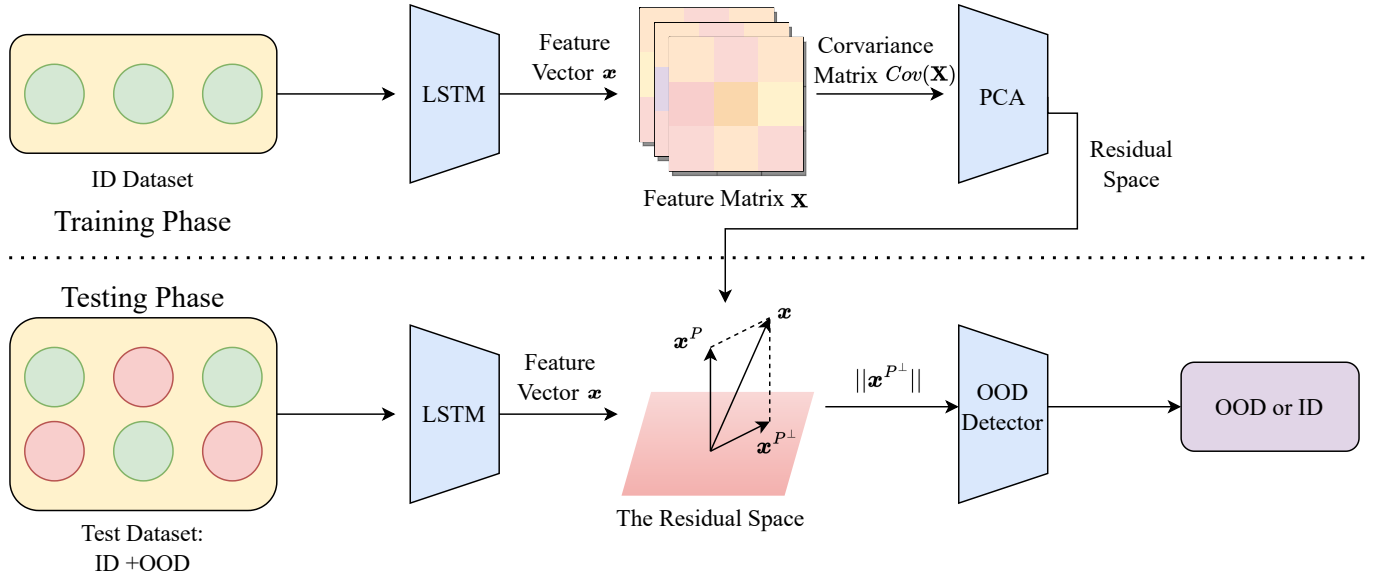 ID Dataset
Training Phase
LSTM
Feature
Vector 𝒙
Feature Matrix 𝐗
Corvariance
Matrix Cov(𝐗)
PCA
Residual
Space
Testing Phase
Test Dataset:
ID +OOD
LSTM
Feature
Vector 𝒙
𝒙^P
𝒙
𝒙^{P^⊥}
The Residual Space
||𝒙^{P^⊥}||
OOD
Detector
OOD or ID